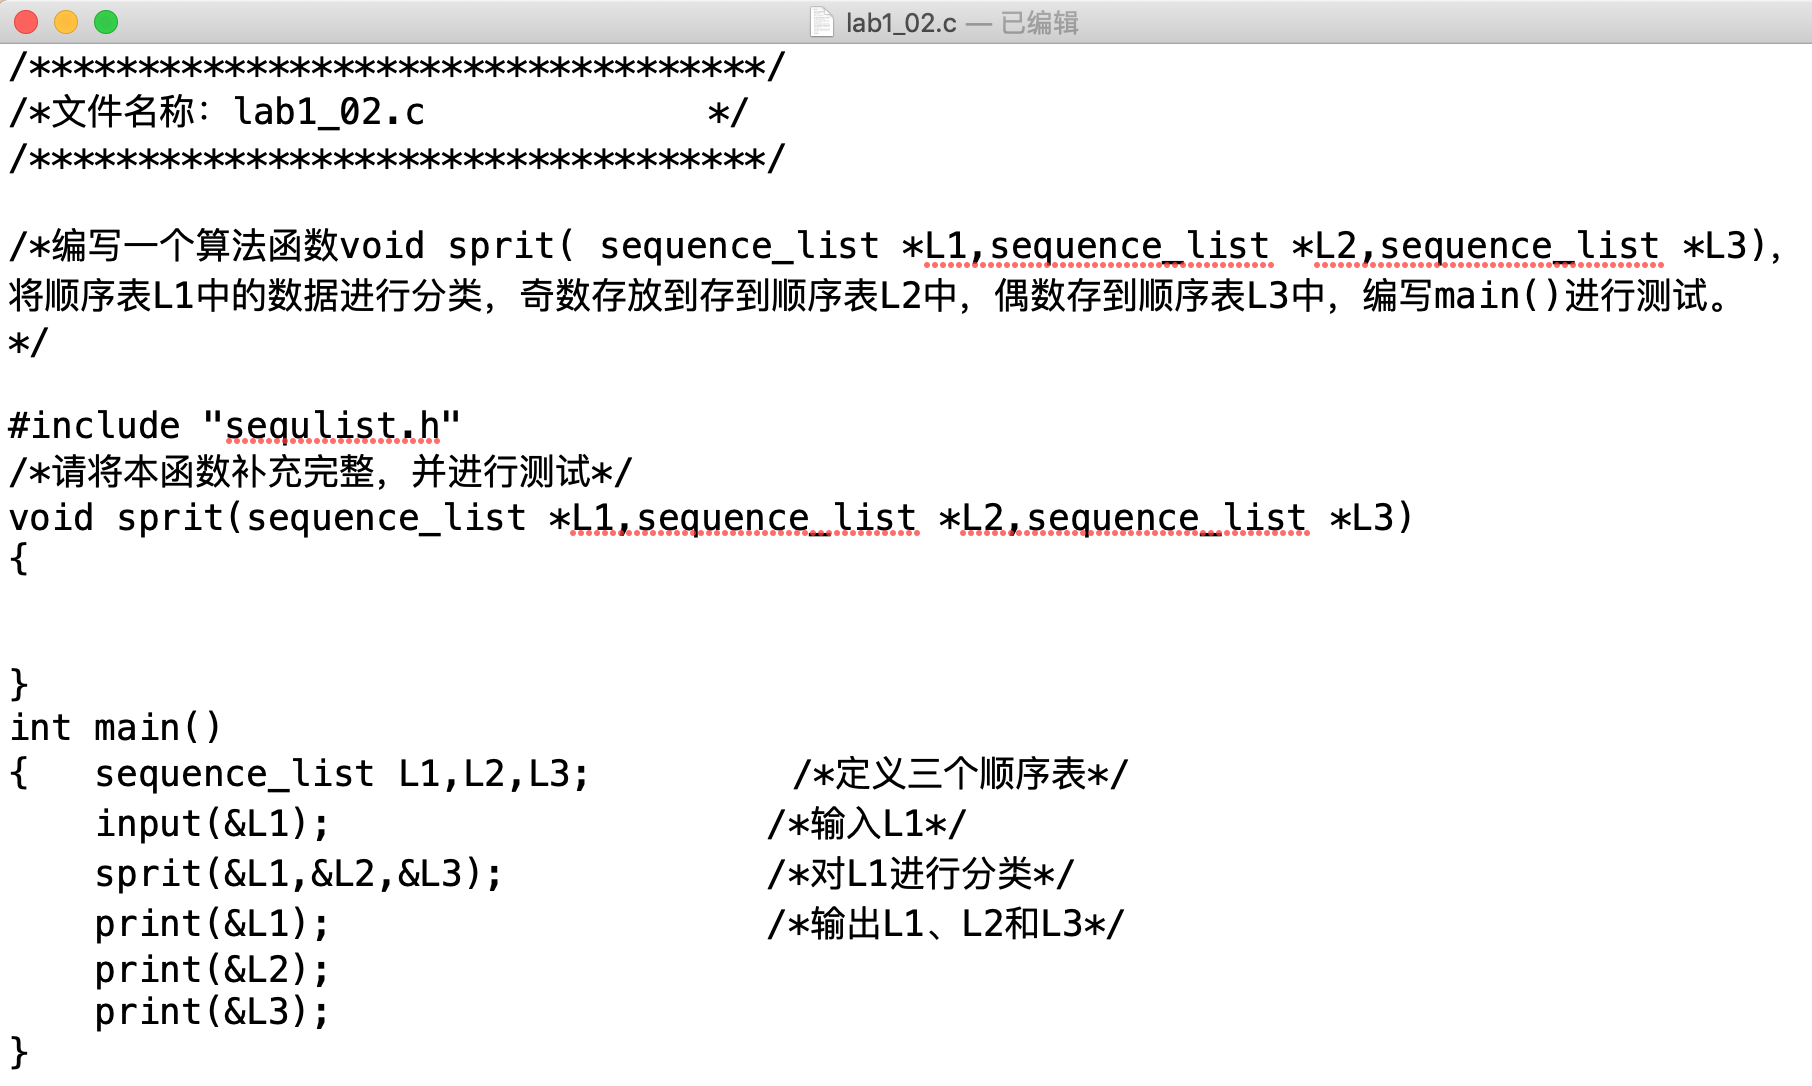 lab1_02.c — 已编辑
/**********************************/
/*文件名称：lab1_02.c             */
/**********************************/
/*编写一个算法函数void sprit( sequence_list *L1,sequence_list *L2,sequence_list *L3)，
将顺序表L1中的数据进行分类，奇数存放到存到顺序表L2中，偶数存到顺序表L3中，编写main()进行测试。
*/
#include "sequlist.h"
/*请将本函数补充完整，并进行测试*/
void sprit(sequence_list *L1,sequence_list *L2,sequence_list *L3)
{
}
int main()
{   sequence_list L1,L2,L3;         /*定义三个顺序表*/
    input(&L1);                    /*输入L1*/
    sprit(&L1,&L2,&L3);            /*对L1进行分类*/
    print(&L1);                    /*输出L1、L2和L3*/
    print(&L2);
    print(&L3);
}